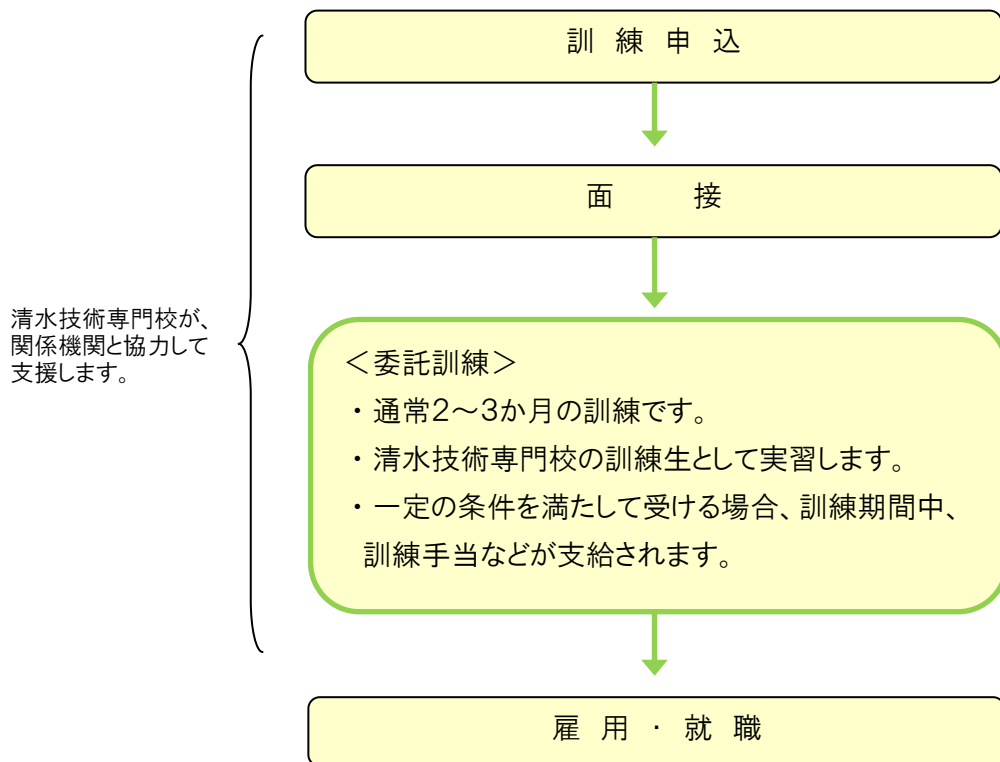 訓 練 申 込
面 接
清水技術専門校が、
関係機関と協力して
支援します。
＜委託訓練＞
・通常2～3か月の訓練です。
・清水技術専門校の訓練生として実習します。
・一定の条件を満たして受ける場合、訓練期間中、
訓練手当などが支給されます。
雇 用 ・ 就 職